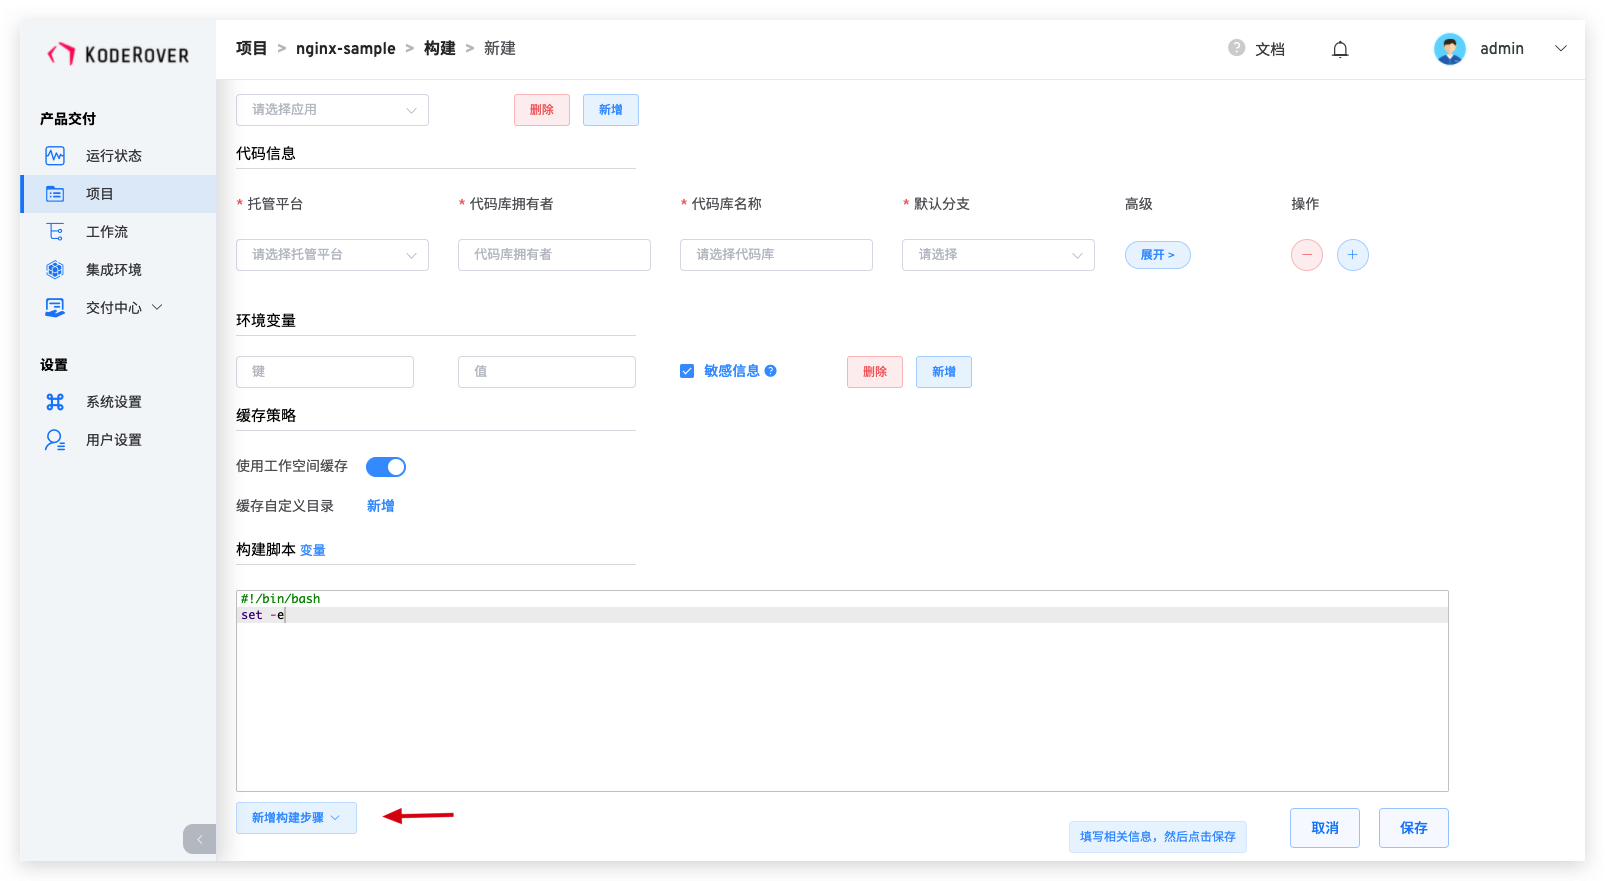 KODEROVER
项目 > nginx-sample > 构建 > 新建
? 文档
admin
产品交付
运行状态
项目
工作流
集成环境
交付中心
设置
系统设置
用户设置
请选择应用
删除
新增
代码信息
* 托管平台
* 代码库拥有者
* 代码库名称
* 默认分支
高级
操作
请选择托管平台
代码库拥有者
请选择代码库
请选择
展开 >
环境变量
键
值
敏感信息 ?
删除
新增
缓存策略
使用工作空间缓存
缓存自定义目录 新增
构建脚本 变量
#!/bin/bash
set -e
新增构建步骤
填写相关信息，然后点击保存
取消
保存